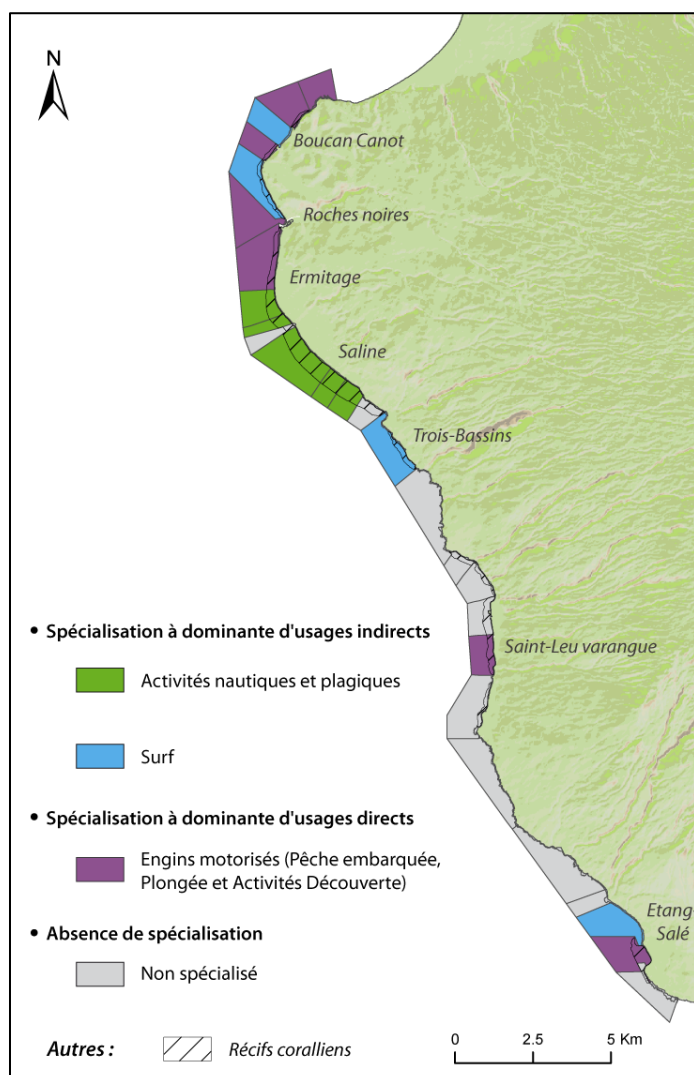 N
Boucan Canot
Roches noires
Ermitage
Saline
Trois-Bassins
Saint-Leu varangue
Etang-
Salé
• Spécialisation à dominante d'usages indirects
Activités nautiques et plagiques
Surf
• Spécialisation à dominante d'usages directs
Engins motorisés (Pêche embarquée,
Plongée et Activités Découverte)
• Absence de spécialisation
Non spécialisé
Autres : Récifs coralliens
0 2.5 5 Km